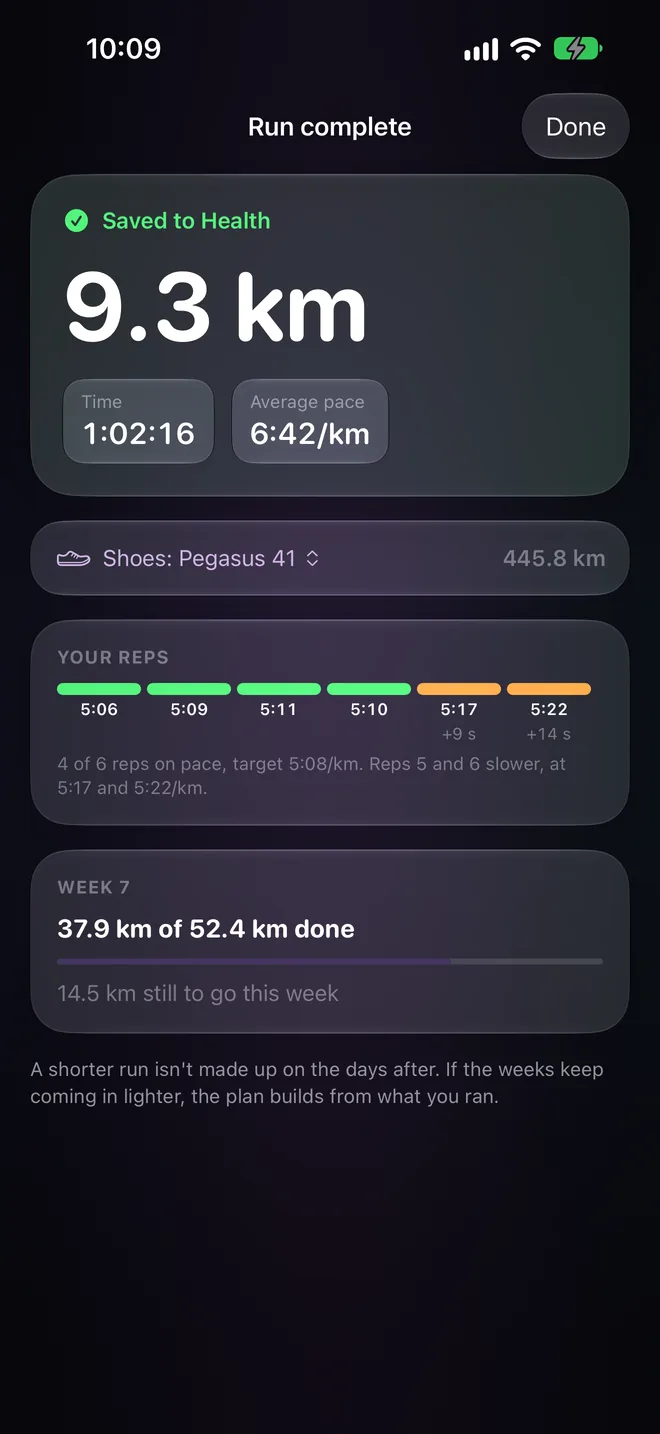 10:09
Run complete
Done
Saved to Health
9.3 km
Time
1:02:16
Average pace
6:42/km
Shoes: Pegasus 41
445.8 km
YOUR REPS
5:06 5:09 5:11 5:10 5:17 5:22
+9 s +14 s
4 of 6 reps on pace, target 5:08/km. Reps 5 and 6 slower, at
5:17 and 5:22/km.
WEEK 7
37.9 km of 52.4 km done
14.5 km still to go this week
A shorter run isn't made up on the days after. If the weeks keep
coming in lighter, the plan builds from what you ran.